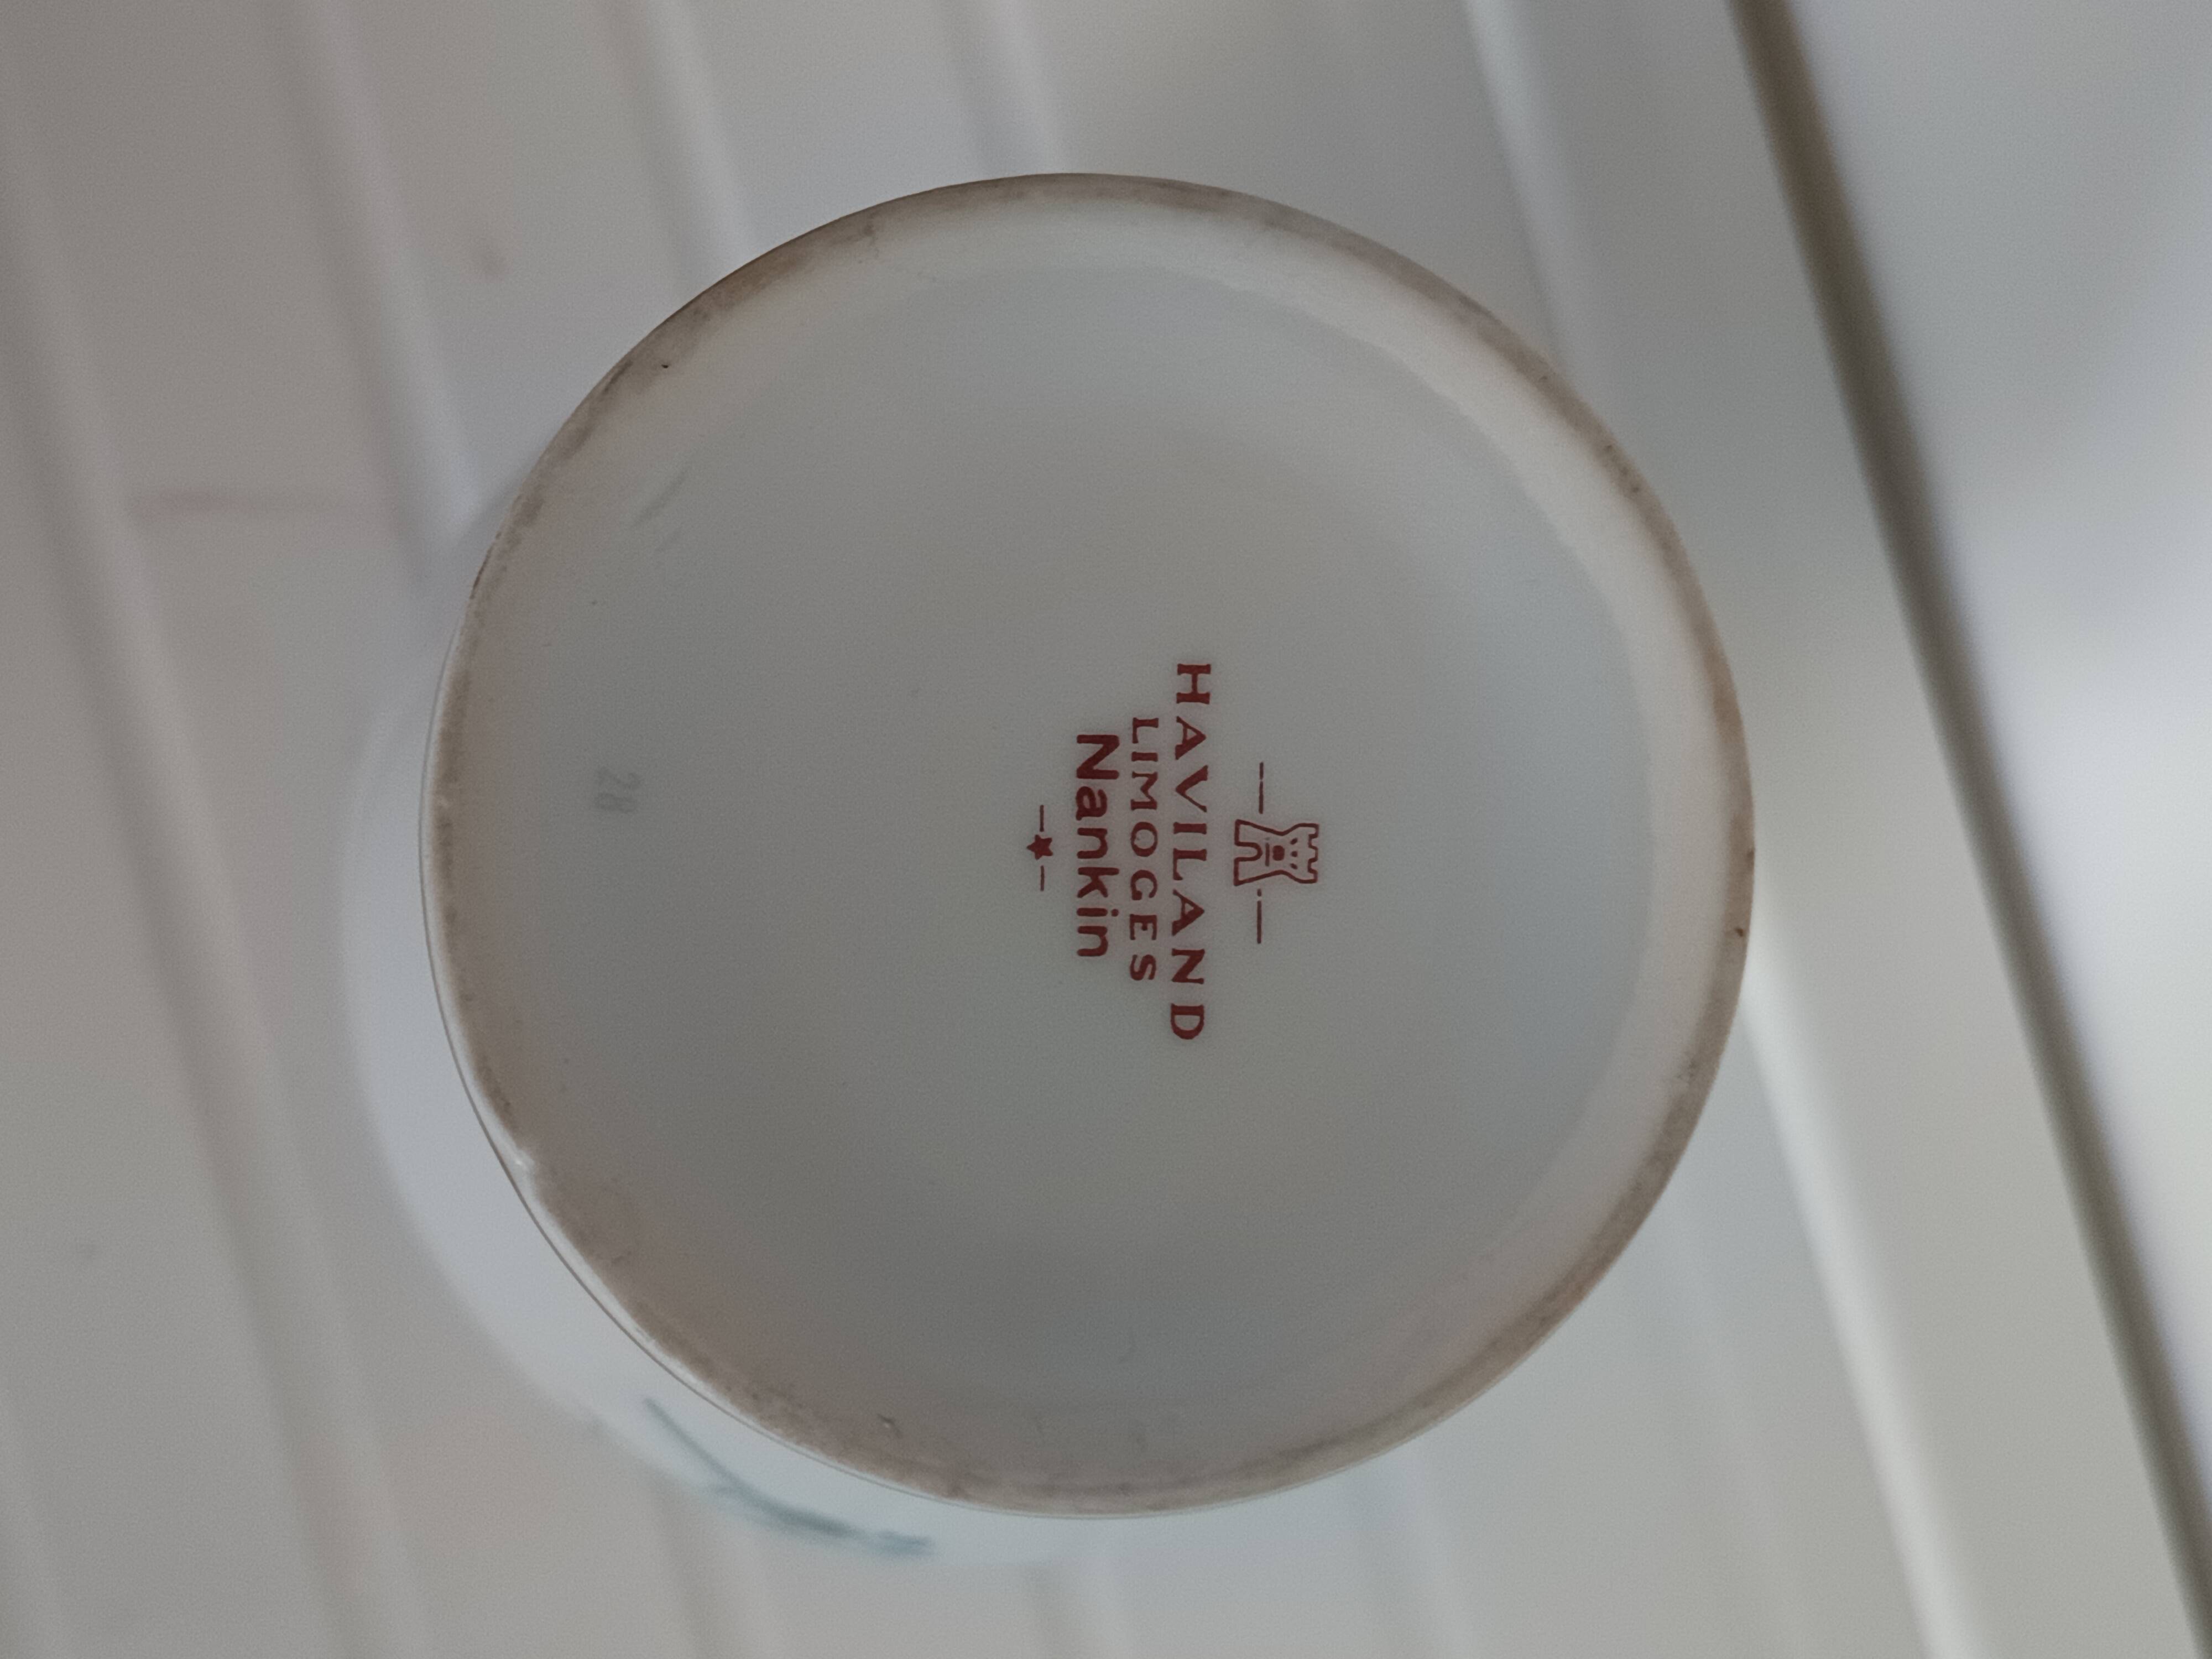 HAVILAND
LIMOGES
Nankin
28